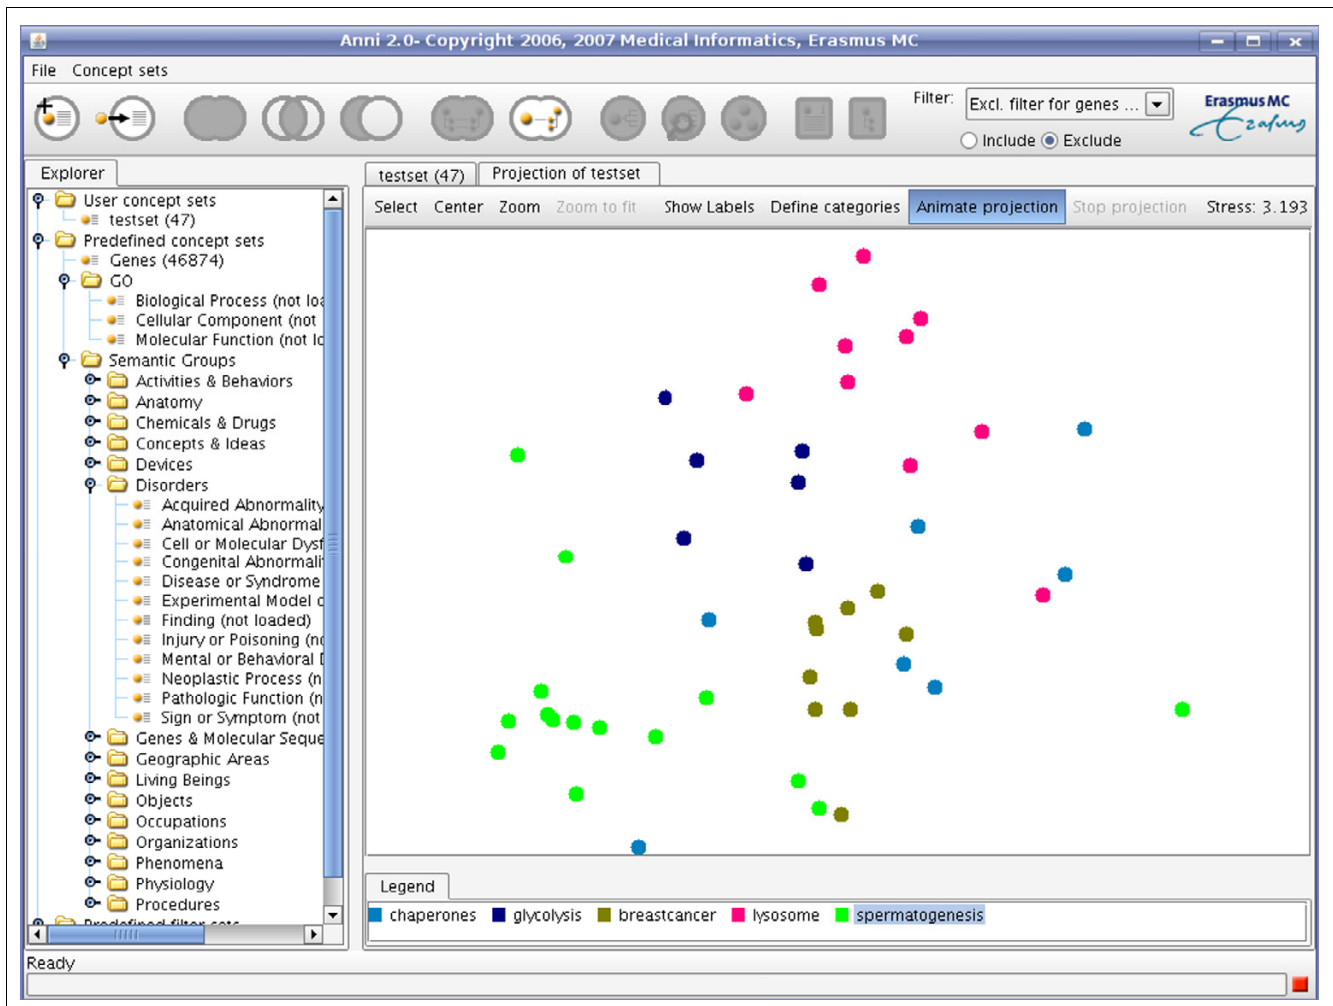 Anni 2.0- Copyright 2006, 2007 Medical Informatics, Erasmus MC
File Concept sets
Filter: Excl. filter for genes ...
Include Exclude
Erasmus MC
Erasmus
Explorer
User concept sets
testset (47)
Predefined concept sets
Genes (46874)
GO
Biological Process (not loa
Cellular Component (not
Molecular Function (not lo
Semantic Groups
Activities & Behaviors
Anatomy
Chemicals & Drugs
Concepts & Ideas
Devices
Disorders
Acquired Abnormality
Anatomical Abnormal
Cell or Molecular Dysf
Congenital Abnormali
Disease or Syndrome
Experimental Model o
Finding (not loaded)
Injury or Poisoning (no
Mental or Behavioral D
Neoplastic Process (n
Pathologic Function (n
Sign or Symptom (not
Genes & Molecular Seque
Geographic Areas
Living Beings
Objects
Occupations
Organizations
Phenomena
Physiology
Procedures
Predefined filter sets
testset (47) Projection of testset
Select Center Zoom Zoom to fit Show Labels Define categories Animate projection Stop projection Stress: 3.193
Legend
chaperones glycolysis breastcancer lysosome spermatogenesis
Ready